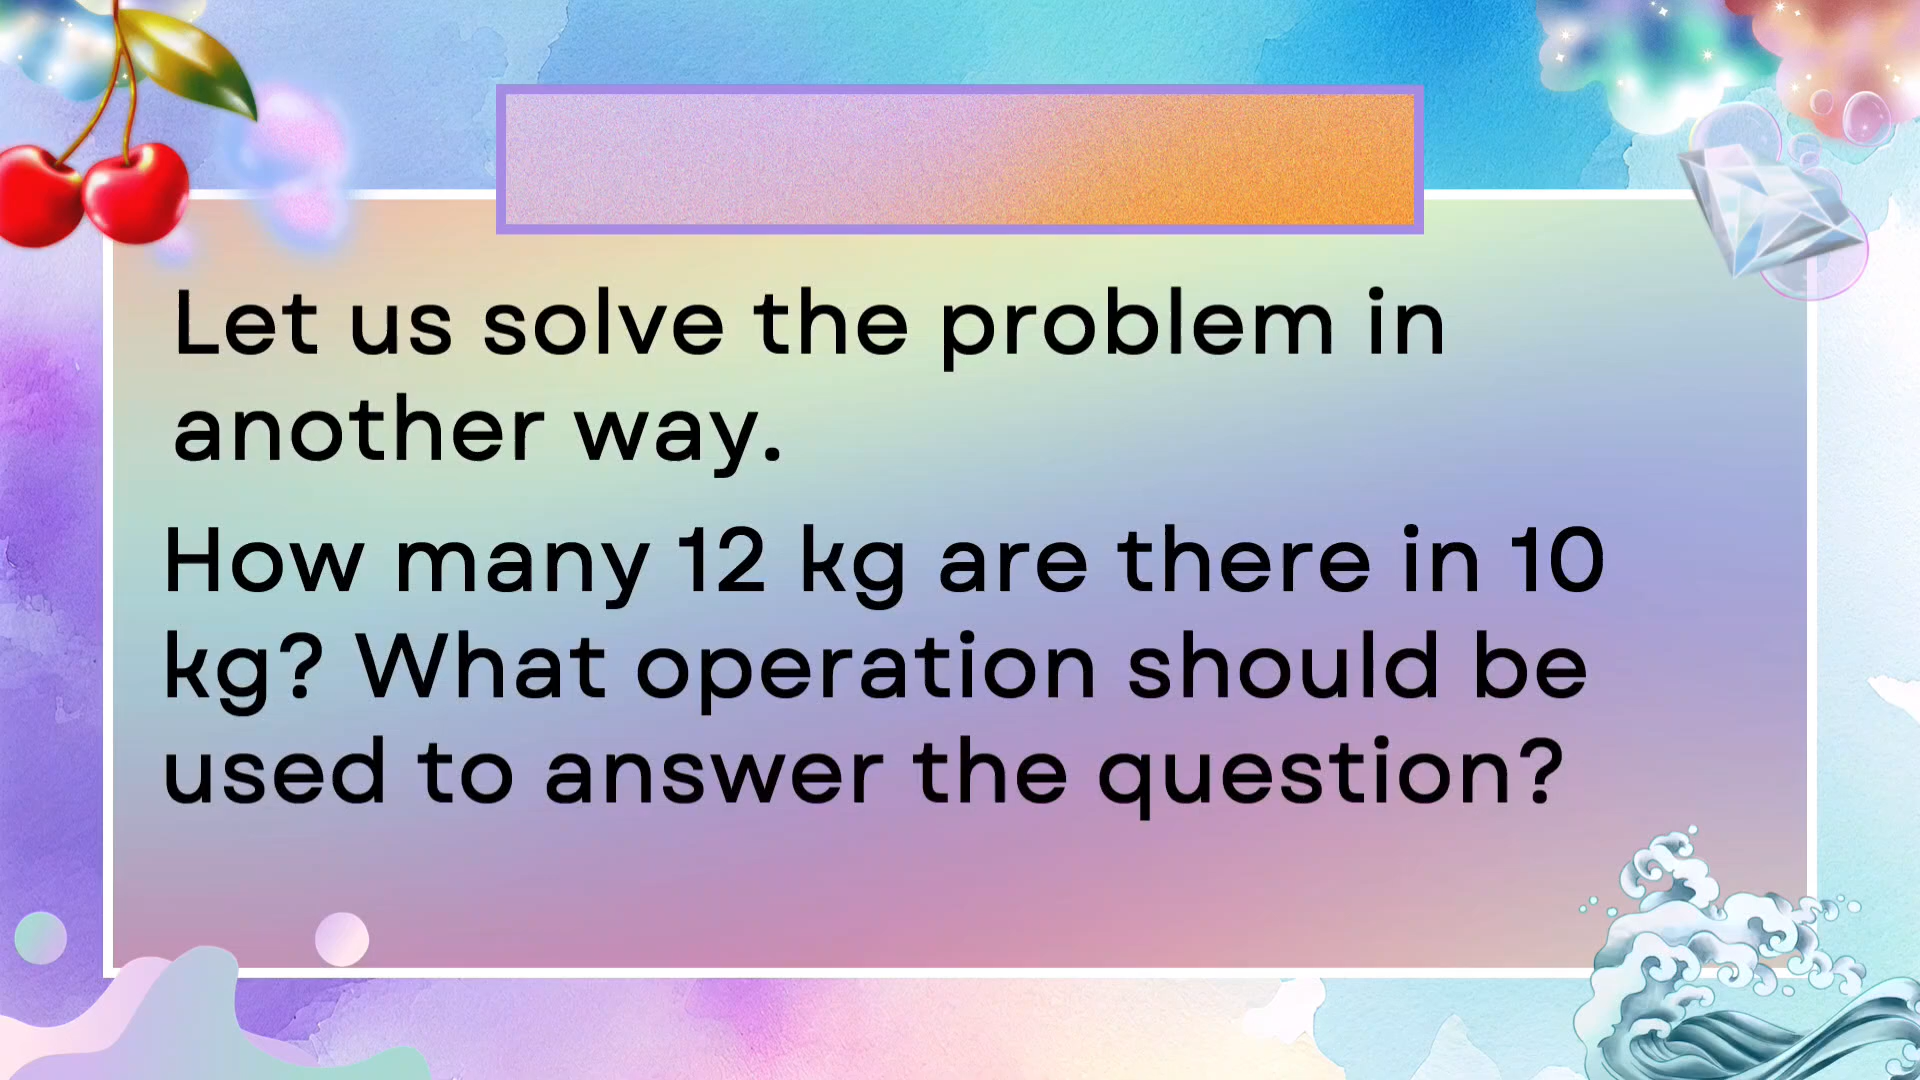 Let us solve the problem in
another way.
How many 12 kg are there in 10
kg? What operation should be
used to answer the question?